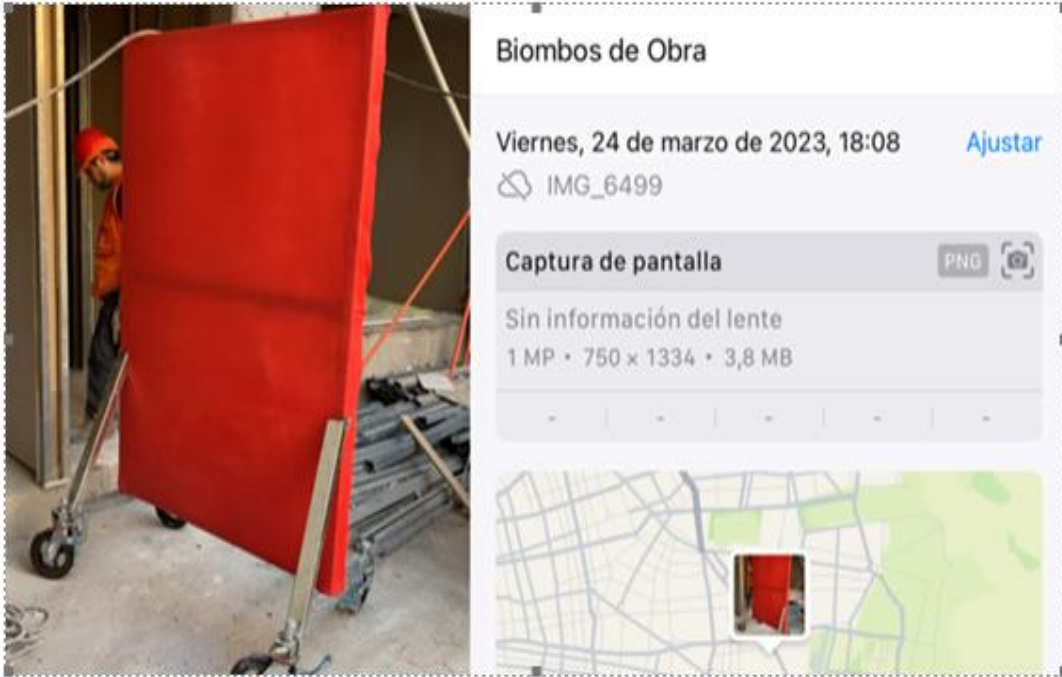 Biombos de Obra
Viernes, 24 de marzo de 2023, 18:08 Ajustar
IMG_6499
Captura de pantalla PNG
Sin información del lente
1 MP • 750 × 1334 • 3,8 MB
- - - - -